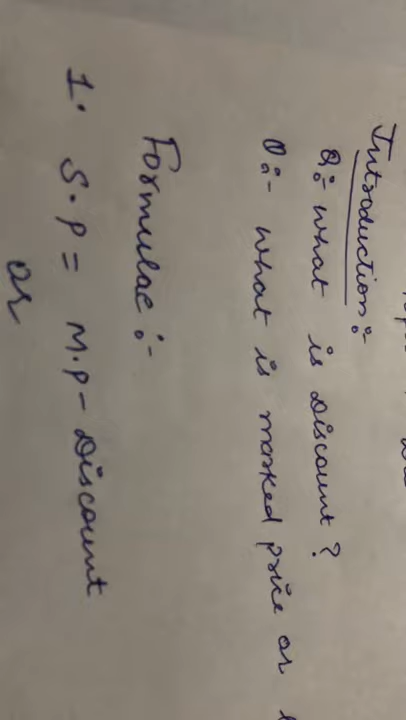 Introduction:-
Q:- what is Discount?
Q:- what is marked price or
Formulae:-
1. S.P = M.P - Discount
or